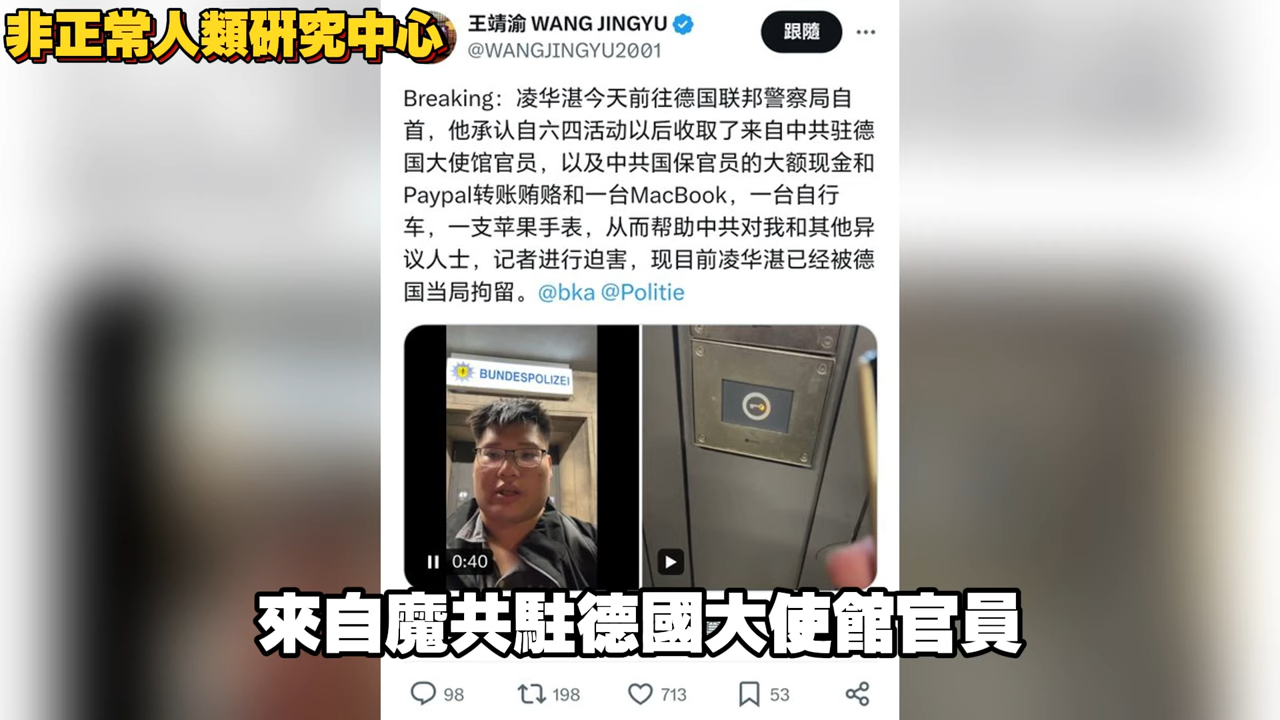 非正常人類研究中心
王靖渝 WANG JINGYU
跟隨
@WANGJINGYU2001
Breaking：凌华湛今天前往德国联邦警察局自
首，他承认自六四活动以后收取了来自中共驻德
国大使馆官员，以及中共国保官员的大额现金和
Paypal转账贿赂和一台MacBook，一台自行
车，一支苹果手表，从而帮助中共对我和其他异
议人士，记者进行迫害，现目前凌华湛已经被德
国当局拘留。@bka @Politie
BUNDESPOLIZEI
0:40
來自魔共駐德國大使館官員
98 198 713 53